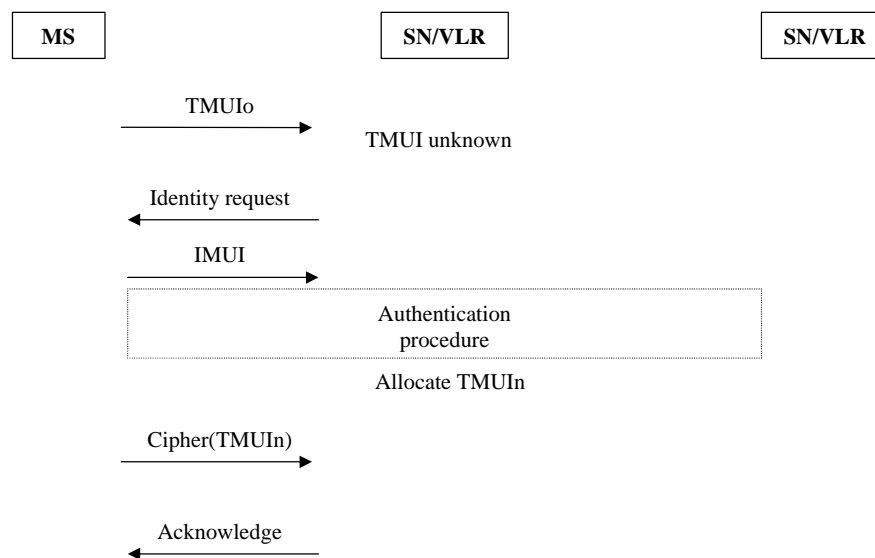 MS SN/VLR SN/VLR
TMUIo
TMUI unknown
Identity request
IMUI
Authentication
procedure
Allocate TMUIn
Cipher(TMUIn)
Acknowledge